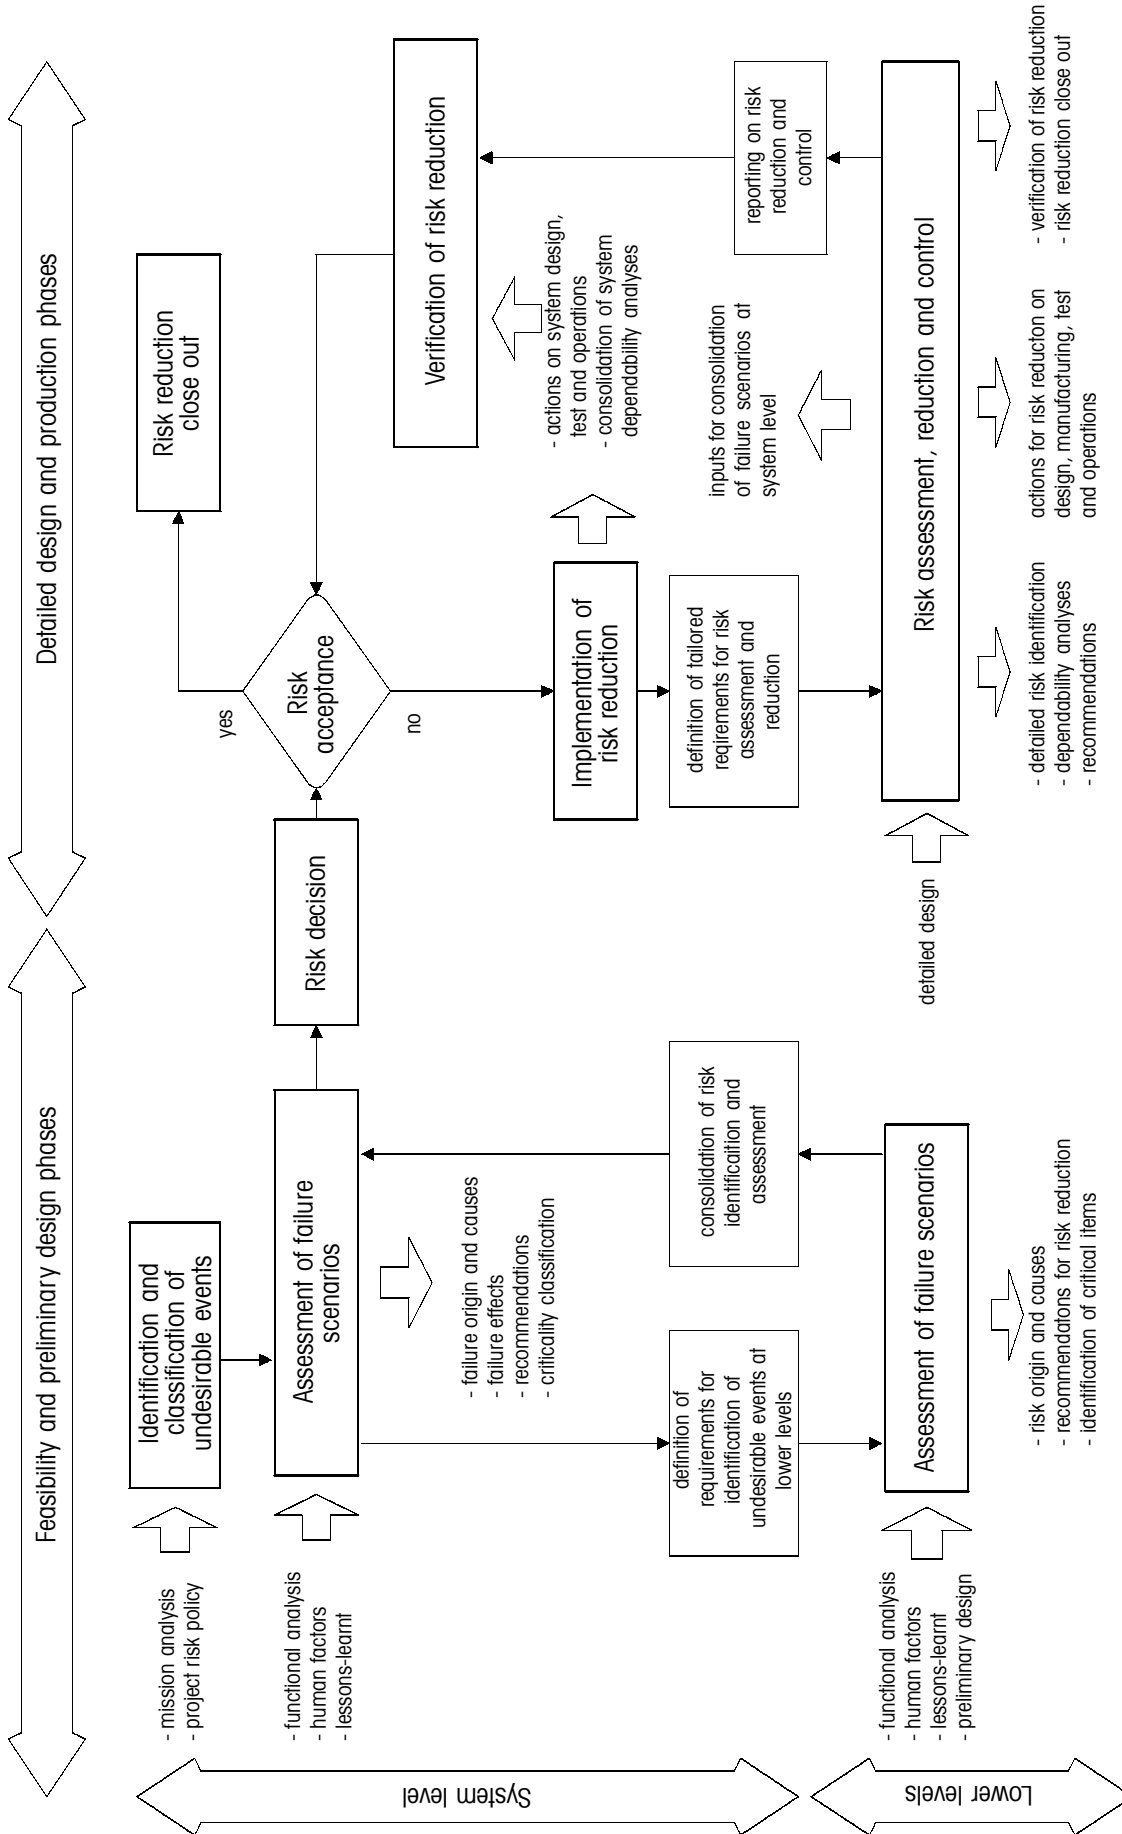 Feasibility and preliminary design phases
Detailed design and production phases
- mission analysis
- project risk policy
Identification and
classification of
undesirable events
Risk reduction
close out
yes
- functional analysis
- human factors
- lessons-learnt
Assessment of failure
scenarios
Risk decision
Risk
acceptance
no
- failure origin and causes
- failure effects
- recommendations
- criticality classification
Verification of risk reduction
Implementation of
risk reduction
- actions on system design,
test and operations
- consolidation of system
dependability analyses
System level
definition of
requirements for
identification of
undesirable events at
lower levels
consolidation of risk
identificaition and
assessment
definition of tailored
reqirements for risk
assessment and
reduction
inputs for consolidation
of failure scenarios at
system level
reporting on risk
reduction and
control
- functional analysis
- human factors
- lessons-learnt
- preliminary design
Assessment of failure scenarios
detailed design
Risk assessment, reduction and control
Lower levels
- risk origin and causes
- recommendatons for risk reduction
- identification of critical items
- detailed risk identification
- dependability analyses
- recommendations
actions for risk reducton on
design, manufacturing, test
and operations
- verification of risk reduction
- risk reduction close out